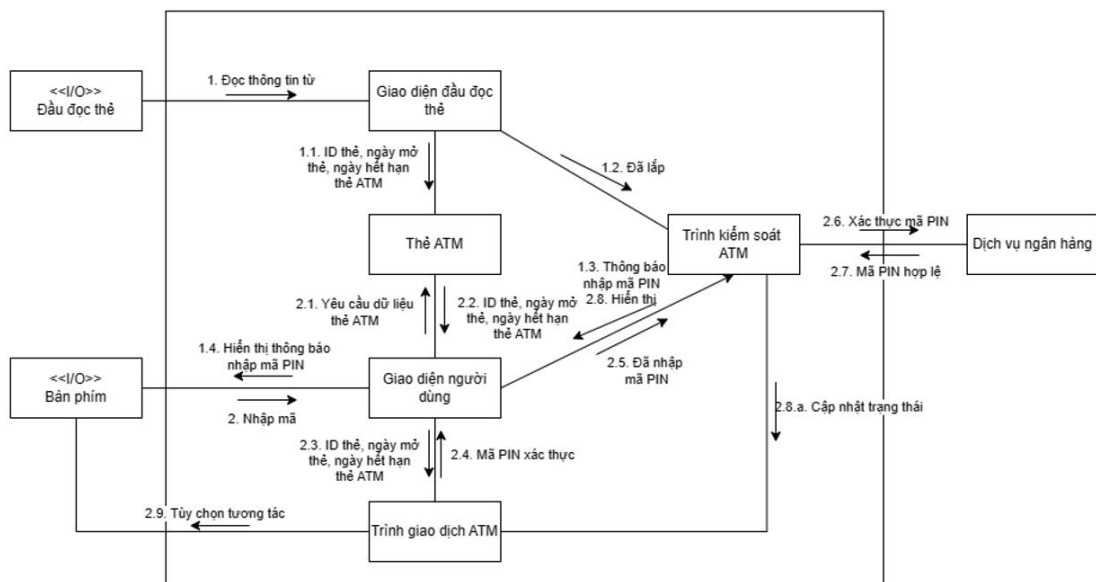 1. Đọc thông tin từ
<<I/O>>
Đầu đọc thẻ
Giao diện đầu đọc
thẻ
1.1. ID thẻ, ngày mở
thẻ, ngày hết hạn
thẻ ATM
1.2. Đã lắp
Thẻ ATM
Trình kiểm soát
ATM
2.6. Xác thực mã PIN
2.7. Mã PIN hợp lệ
Dịch vụ ngân hàng
1.3. Thông báo
nhập mã PIN
2.8. Hiển thị
2.1. Yêu cầu dữ liệu
thẻ ATM
2.2. ID thẻ, ngày mở
thẻ, ngày hết hạn
thẻ ATM
1.4. Hiển thị thông báo
nhập mã PIN
2.5. Đã nhập
mã PIN
<<I/O>>
Bàn phím
Giao diện người
dùng
2. Nhập mã
2.8.a. Cập nhật trạng thái
2.3. ID thẻ, ngày mở
thẻ, ngày hết hạn
thẻ ATM
2.4. Mã PIN xác thực
2.9. Tùy chọn tương tác
Trình giao dịch ATM